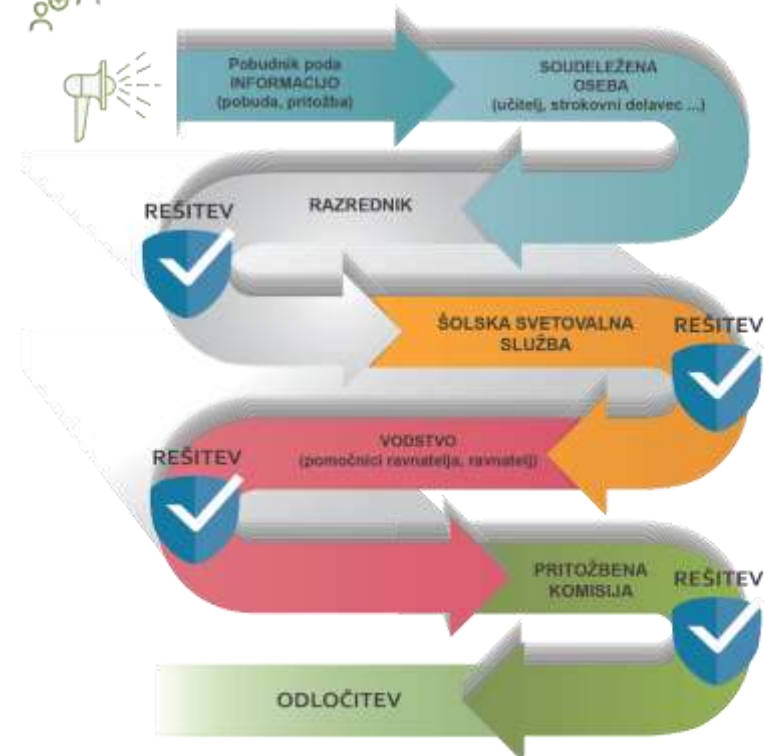 Pobudnik poda
INFORMACIJO
(pobuda, pritožba)
SOUDELEŽENA
OSEBA
(učitelj, strokovni delavec ...)
REŠITEV
RAZREDNIK
ŠOLSKA SVETOVALNA
SLUŽBA
REŠITEV
VODSTVO
(pomočnici ravnatelja, ravnatelj)
REŠITEV
PRITOŽBENA
KOMISIJA
REŠITEV
ODLOČITEV